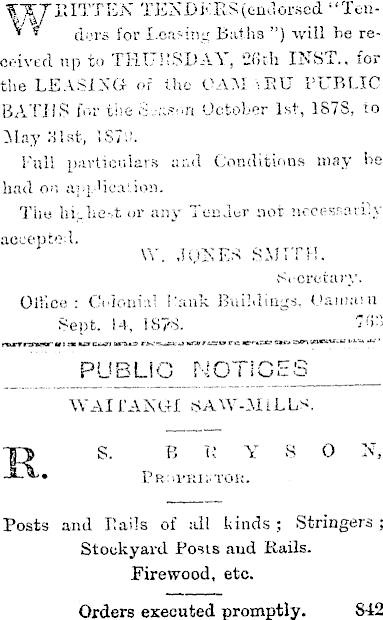 WRITTEN TENDERS (endorsed "Ten-
ders for Leasing Baths") will be re-
ceived up to THURSDAY, 26th INST., for
the LEASING of the OAMARU PUBLIC
BATHS for the Season October 1st, 1878, to
May 31st, 1879.
Full particulars and Conditions may be
had on application.
The highest or any Tender not necessarily
accepted.
W. JONES SMITH,
Secretary.
Office : Colonial Bank Buildings, Oamaru
Sept. 14, 1878. 763
PUBLIC NOTICES
WAITANGI SAW-MILLS.
R. S. BRYSON,
PROPRIETOR.
Posts and Rails of all kinds ; Stringers ;
Stockyard Posts and Rails.
Firewood, etc.
Orders executed promptly. 842